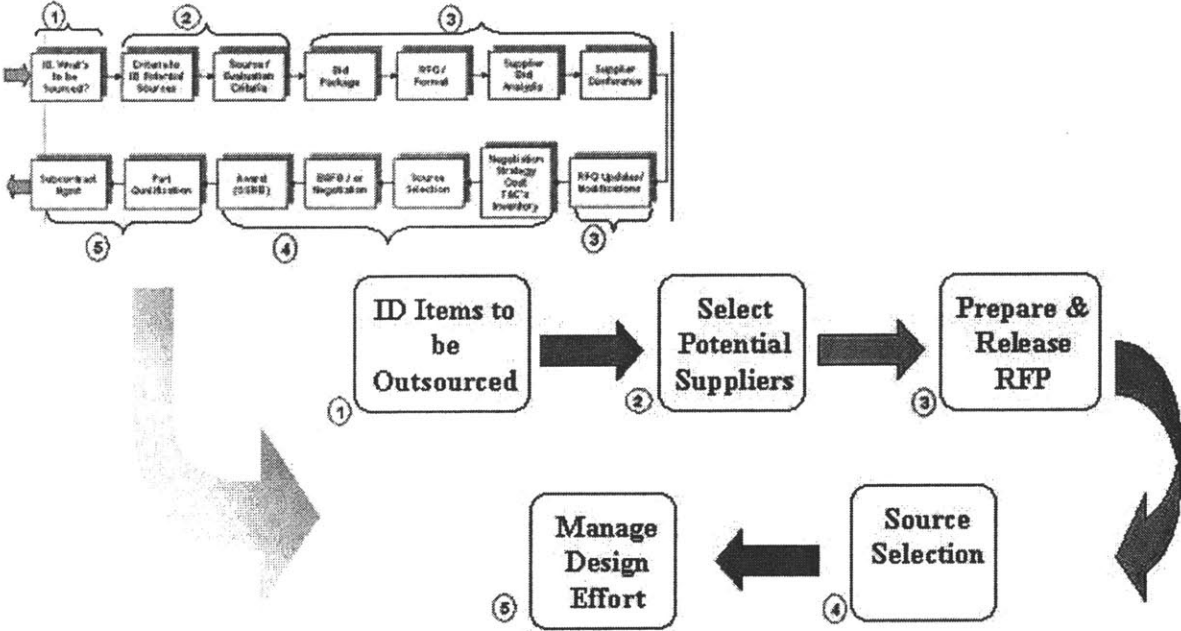 1
2
3
ID. What's
to be
Sourced?
Criteria to
ID Potential
Sources
Source /
Evaluation
Criteria
Bid
Package
RFQ /
Format
Supplier
Bid
Analysis
Supplier
Conference
Subcontract
Mgmt
Part
Qualification
Award
/ or
Negotiation
Source
Selection
Negotiation
Strategy
Cost
T&C's
Inventory
RFQ Updates/
Modifications
5
4
3
ID Items to
be
Outsourced
1
Select
Potential
Suppliers
2
Prepare &
Release
RFP
3
Source
Selection
4
Manage
Design
Effort
5